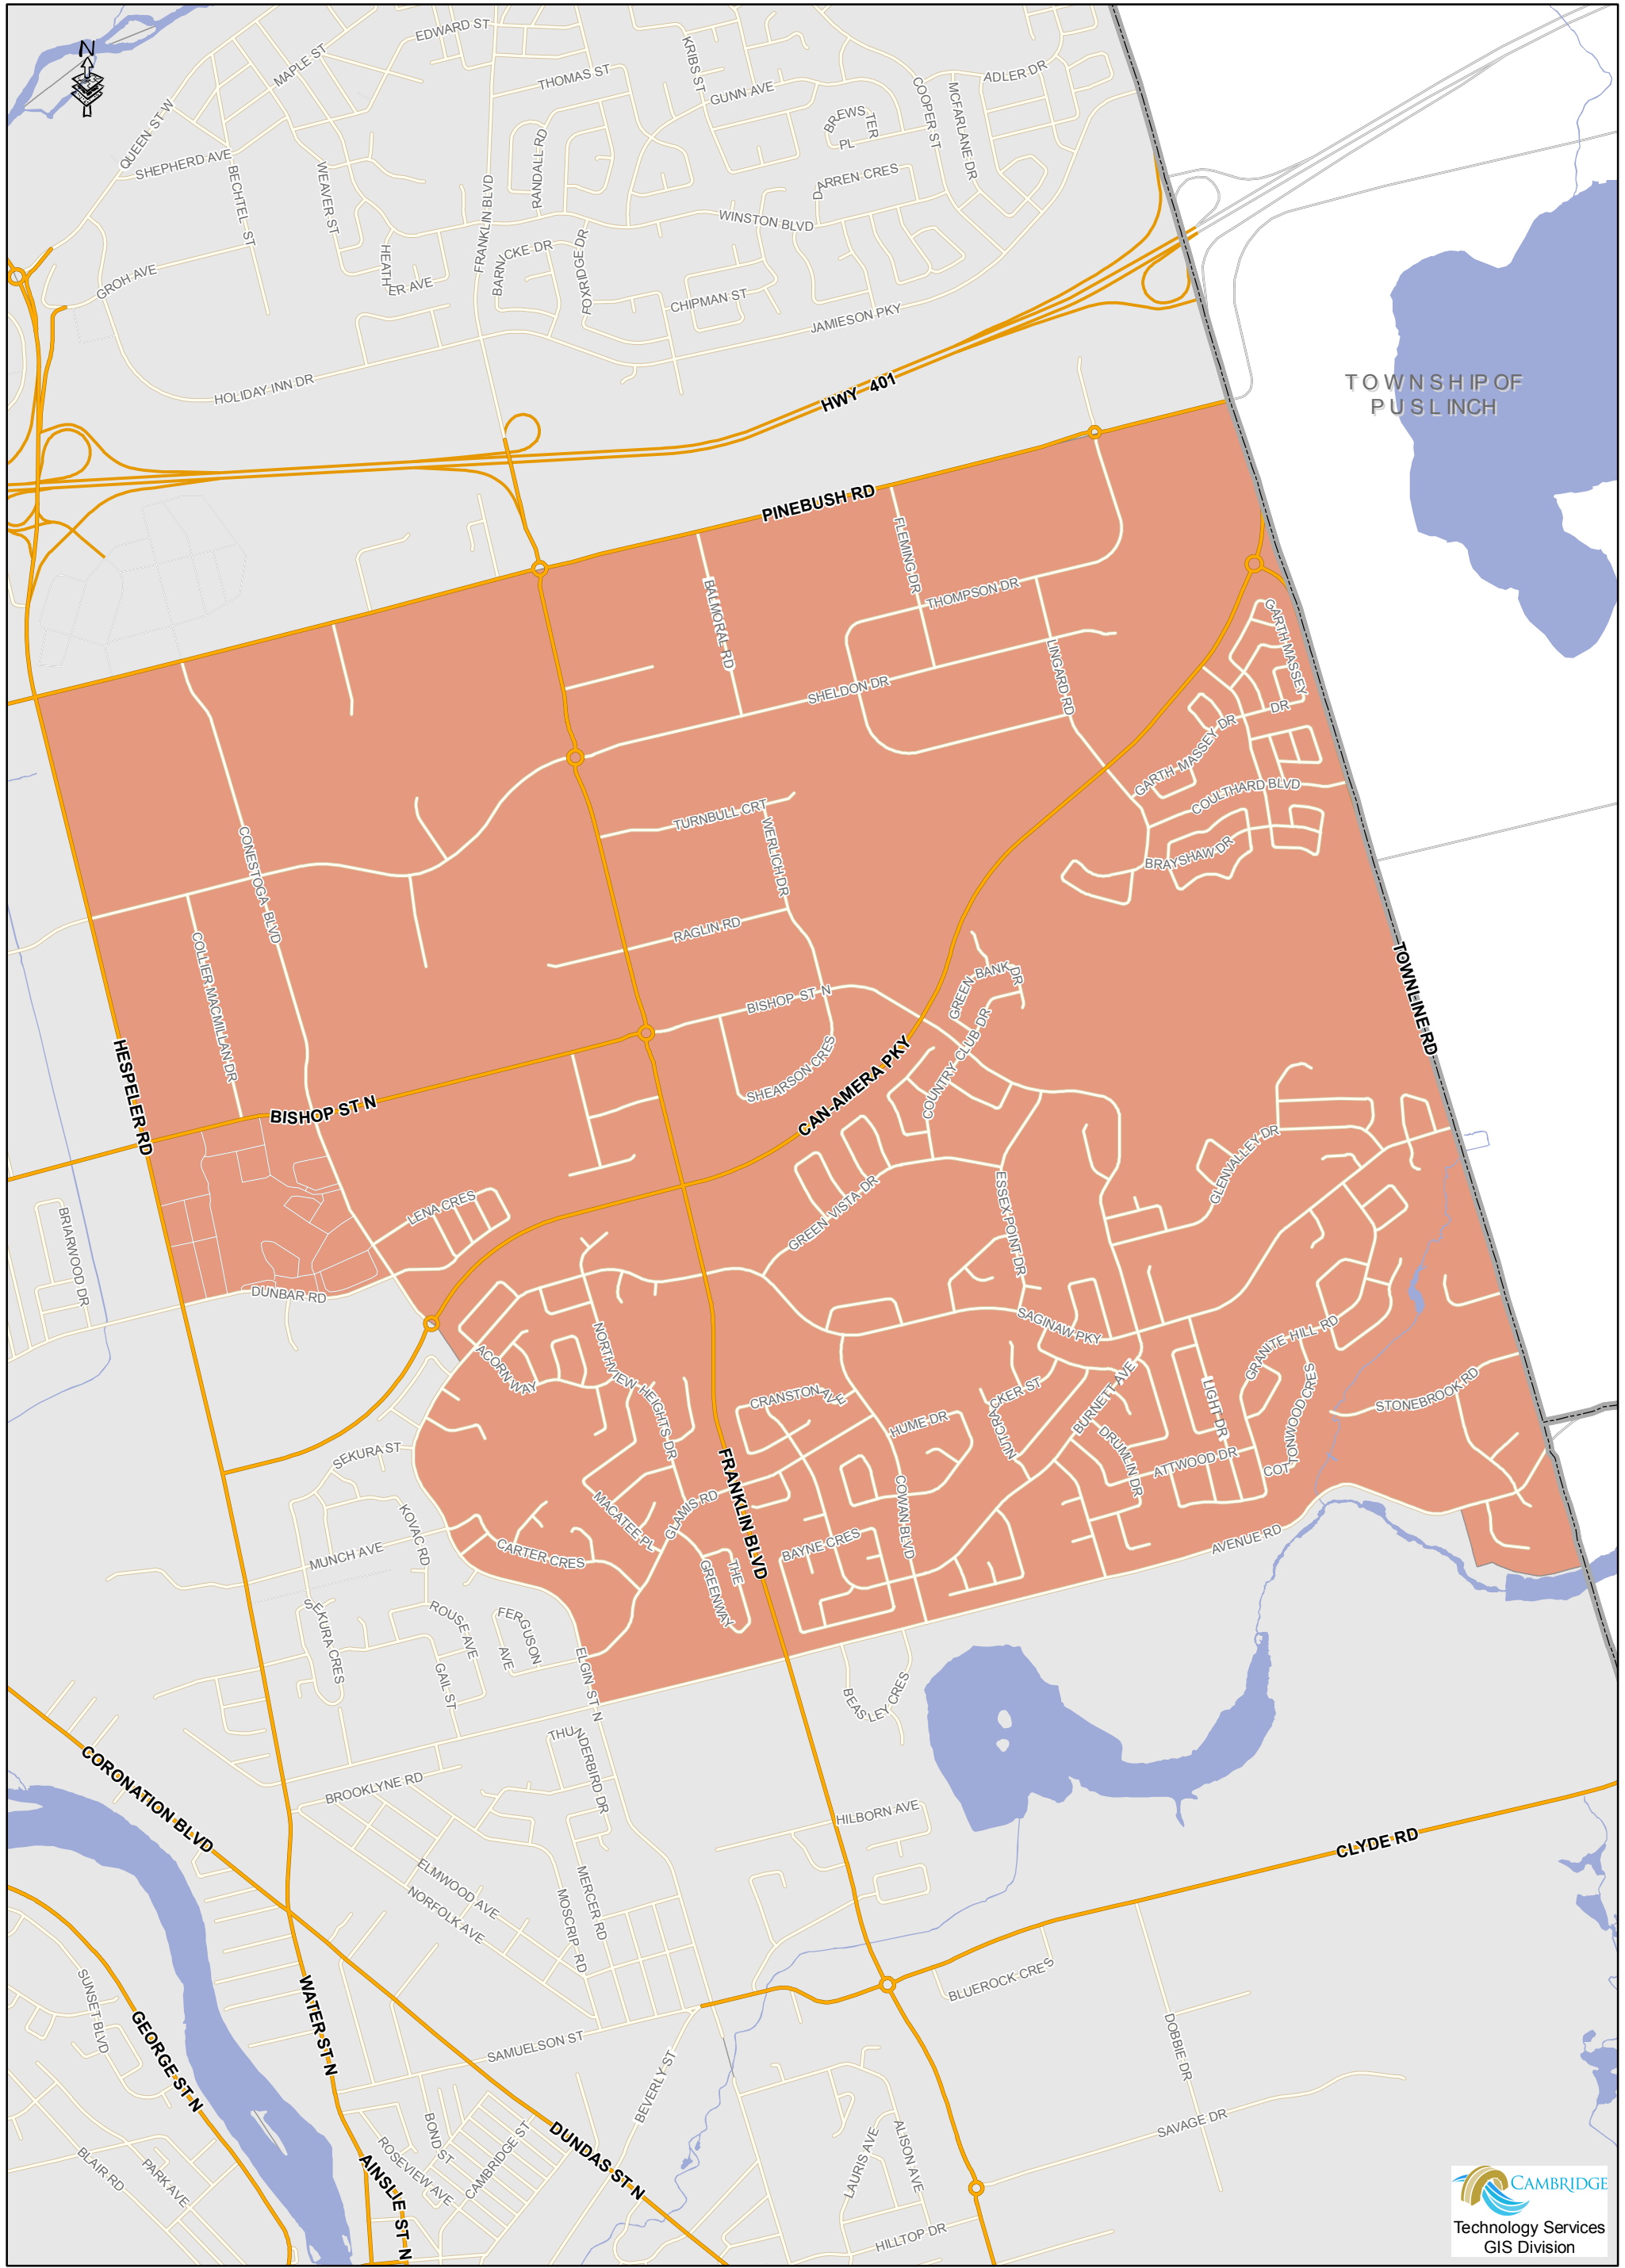 N
EDWARD ST
MAPLE ST
THOMAS ST
KRIBS ST
GUNN AVE
ADLER DR
COOPER ST
MCFARLANE DR
BREWSTER PL
QUEEN ST W
SHEPHERD AVE
BECHTEL ST
WEAVER ST
RANDALL RD
DARREN CRES
WINSTON BLVD
FRANKLIN BLVD
HEATHER AVE
BARNICKE DR
FOXRIDGE DR
GROH AVE
CHIPMAN ST
JAMIESON PKY
HOLIDAY INN DR
HWY 401
TOWNSHIP OF
PUSLINCH
PINEBUSH RD
FLEMING DR
THOMPSON DR
BALMORAL RD
LINGARD RD
GARTH MASSEY DR
SHELDON DR
GARTH MASSEY DR
COULTHARD BLVD
TURNBULL CRT
WERLICH DR
BRAYSHAW DR
CONESTOGA BLVD
COLLIER MACMILLAN DR
RAGLIN RD
GREEN BANK DR
TOWNLINE RD
BISHOP ST N
COUNTRY CLUB DR
HESPELER RD
SHEARSON CRES
CAN-AMERA PKY
BISHOP ST N
GLENVALLEY DR
ESSEX POINT DR
LENA CRES
GREEN VISTA DR
BRIARWOOD DR
DUNBAR RD
SAGINAW PKY
NORTHVIEW HEIGHTS DR
ACORN WAY
GRANITE HILL RD
CRANSTON AVE
NUTCRACKER ST
BURNETT AVE
LIGHT DR
COTTONWOOD CRES
STONEBROOK RD
HUME DR
DRUMLIN DR
ATTWOOD DR
SEKURA ST
FRANKLIN BLVD
COWAN BLVD
MACATEE PL
GLAMIS RD
KOVAC RD
MUNCH AVE
CARTER CRES
THE GREENWAY
BAYNE CRES
AVENUE RD
SEKURA CRES
ROUSE AVE
FERGUSON AVE
GAIL ST
ELGIN ST N
BEASLEY CRES
THUNDERBIRD DR
CORONATION BLVD
BROOKLYNE RD
HILBORN AVE
CLYDE RD
ELMWOOD AVE
NORFOLK AVE
MERCER RD
MOSCRIP RD
BLUEROCK CRES
SUNSET BLVD
GEORGE ST N
WATER ST N
SAMUELSON ST
BEVERLY ST
DOBBIE DR
SAVAGE DR
BOND ST
ROSEVIEW AVE
CAMBRIDGE ST
DUNDAS ST N
LAURIS AVE
ALISON AVE
BLAIR RD
PARK AVE
AINSLIE ST N
HILLTOP DR
CAMBRIDGE
Technology Services
GIS Division